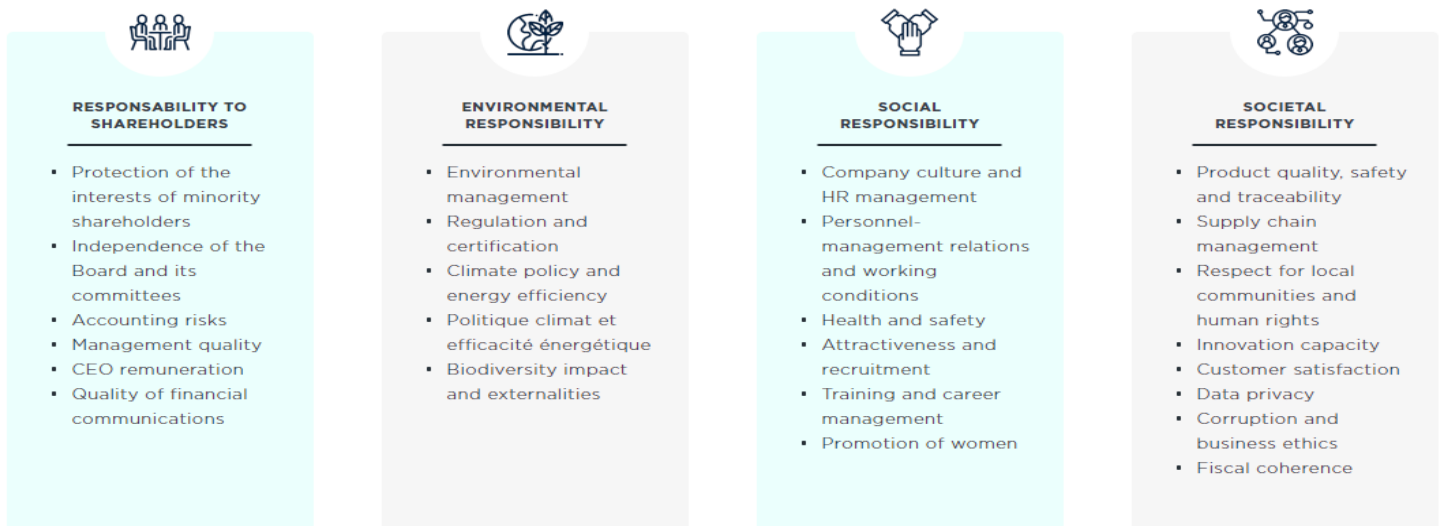 RESPONSABILITY TO
SHAREHOLDERS
▪ Protection of the
interests of minority
shareholders
▪ Independence of the
Board and its
committees
▪ Accounting risks
▪ Management quality
▪ CEO remuneration
▪ Quality of financial
communications
ENVIRONMENTAL
RESPONSIBILITY
▪ Environmental
management
▪ Regulation and
certification
▪ Climate policy and
energy efficiency
▪ Politique climat et
efficacité énergétique
▪ Biodiversity impact
and externalities
SOCIAL
RESPONSIBILITY
▪ Company culture and
HR management
▪ Personnel-
management relations
and working
conditions
▪ Health and safety
▪ Attractiveness and
recruitment
▪ Training and career
management
▪ Promotion of women
SOCIETAL
RESPONSIBILITY
▪ Product quality, safety
and traceability
▪ Supply chain
management
▪ Respect for local
communities and
human rights
▪ Innovation capacity
▪ Customer satisfaction
▪ Data privacy
▪ Corruption and
business ethics
▪ Fiscal coherence